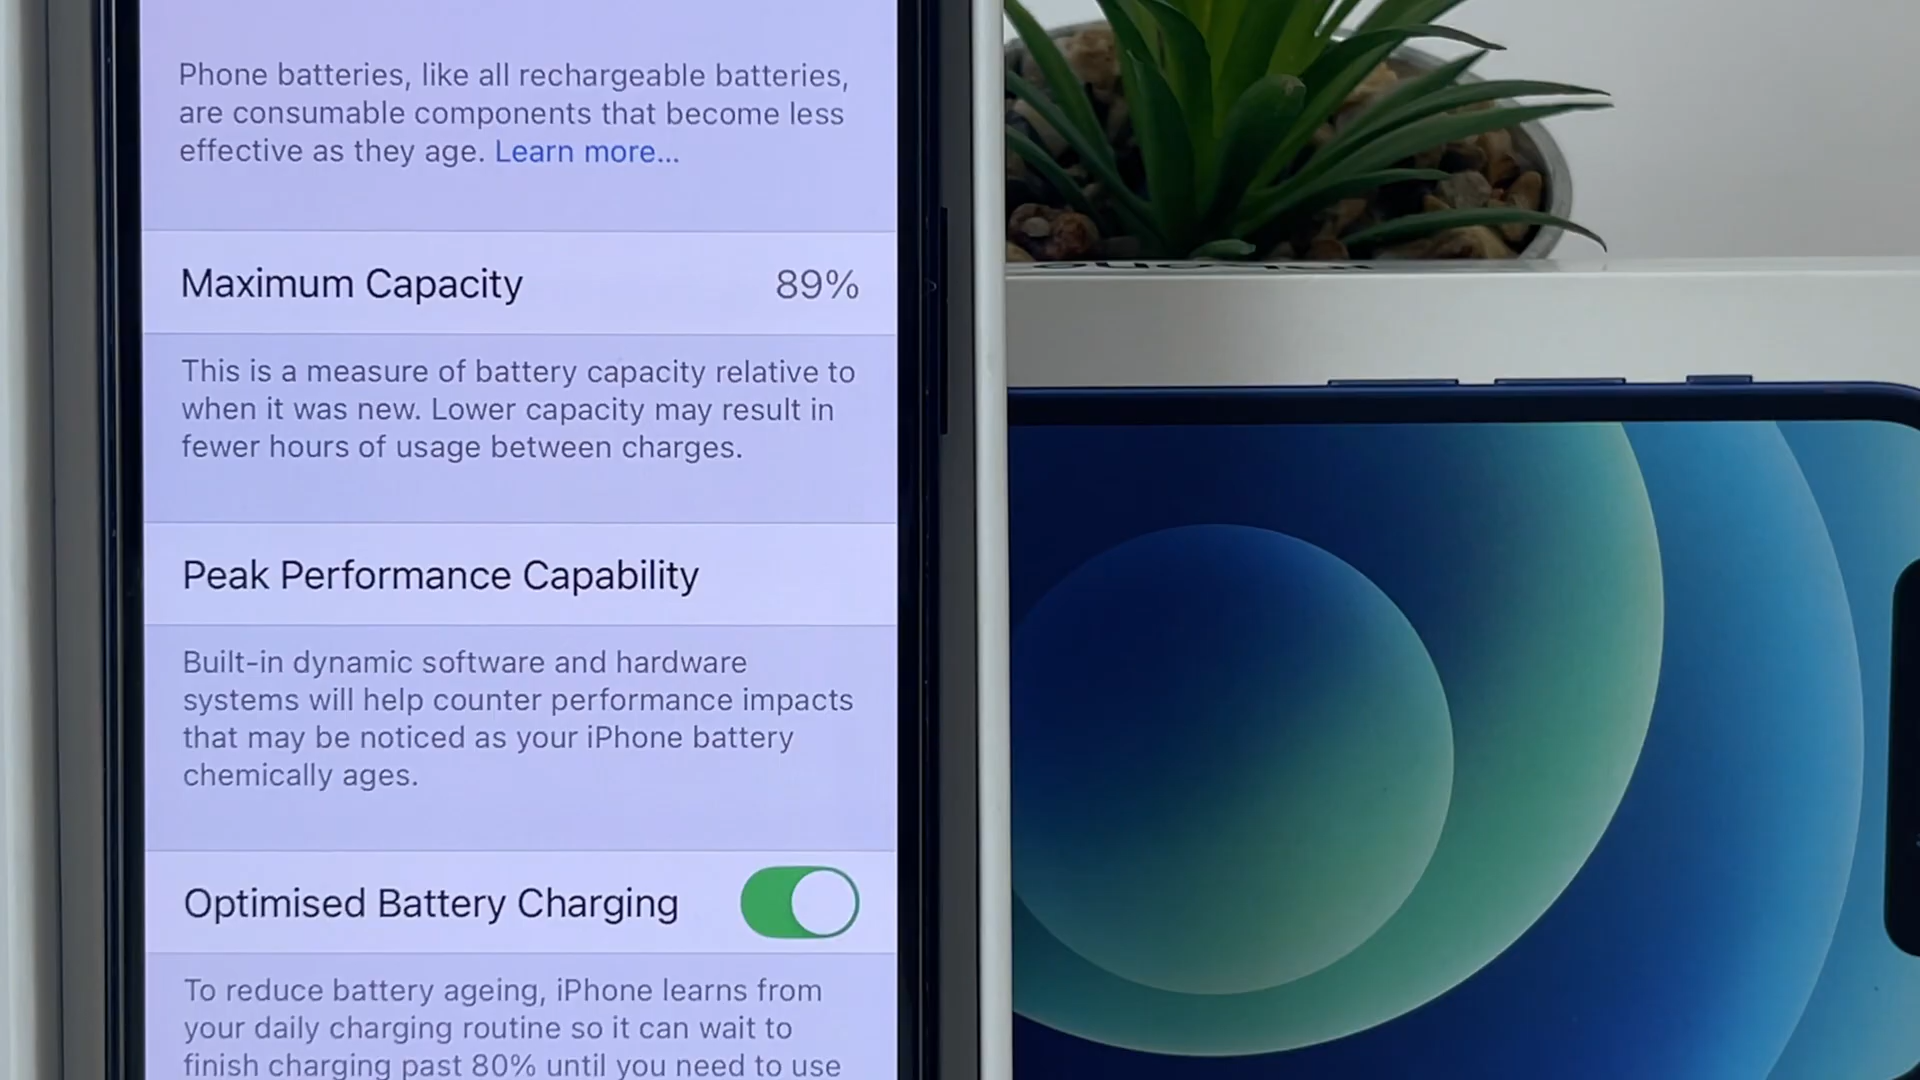 Phone batteries, like all rechargeable batteries,
are consumable components that become less
effective as they age. Learn more...
Maximum Capacity 89%
This is a measure of battery capacity relative to
when it was new. Lower capacity may result in
fewer hours of usage between charges.
Peak Performance Capability
Built-in dynamic software and hardware
systems will help counter performance impacts
that may be noticed as your iPhone battery
chemically ages.
Optimised Battery Charging
To reduce battery ageing, iPhone learns from
your daily charging routine so it can wait to
finish charging past 80% until you need to use